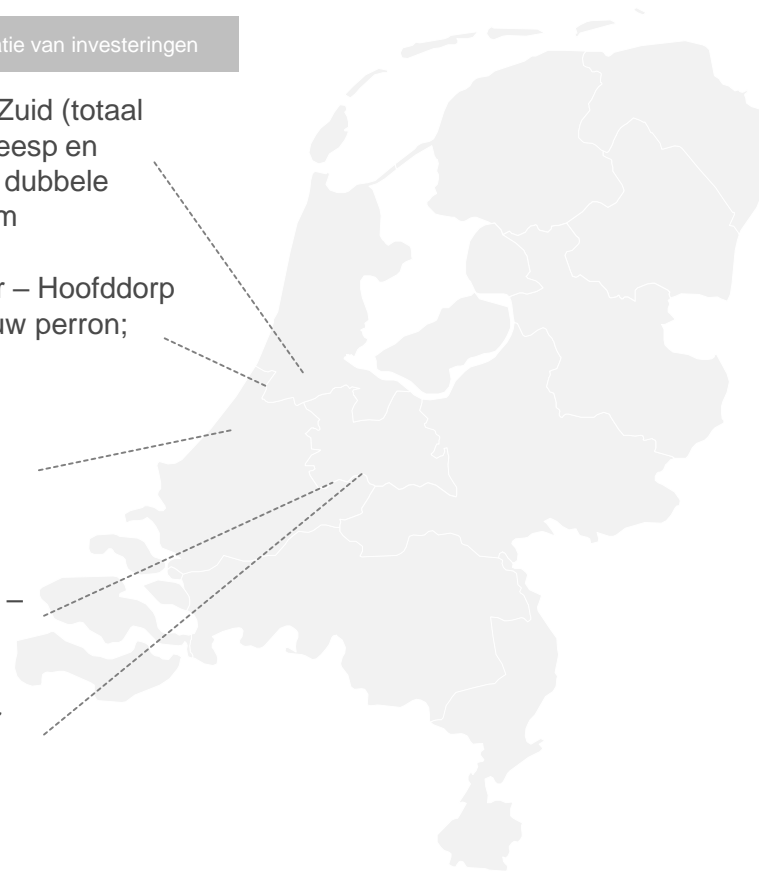 tie van investeringen
Zuid (totaal
eesp en
dubbele
m
r – Hoofddorp
uw perron;
–